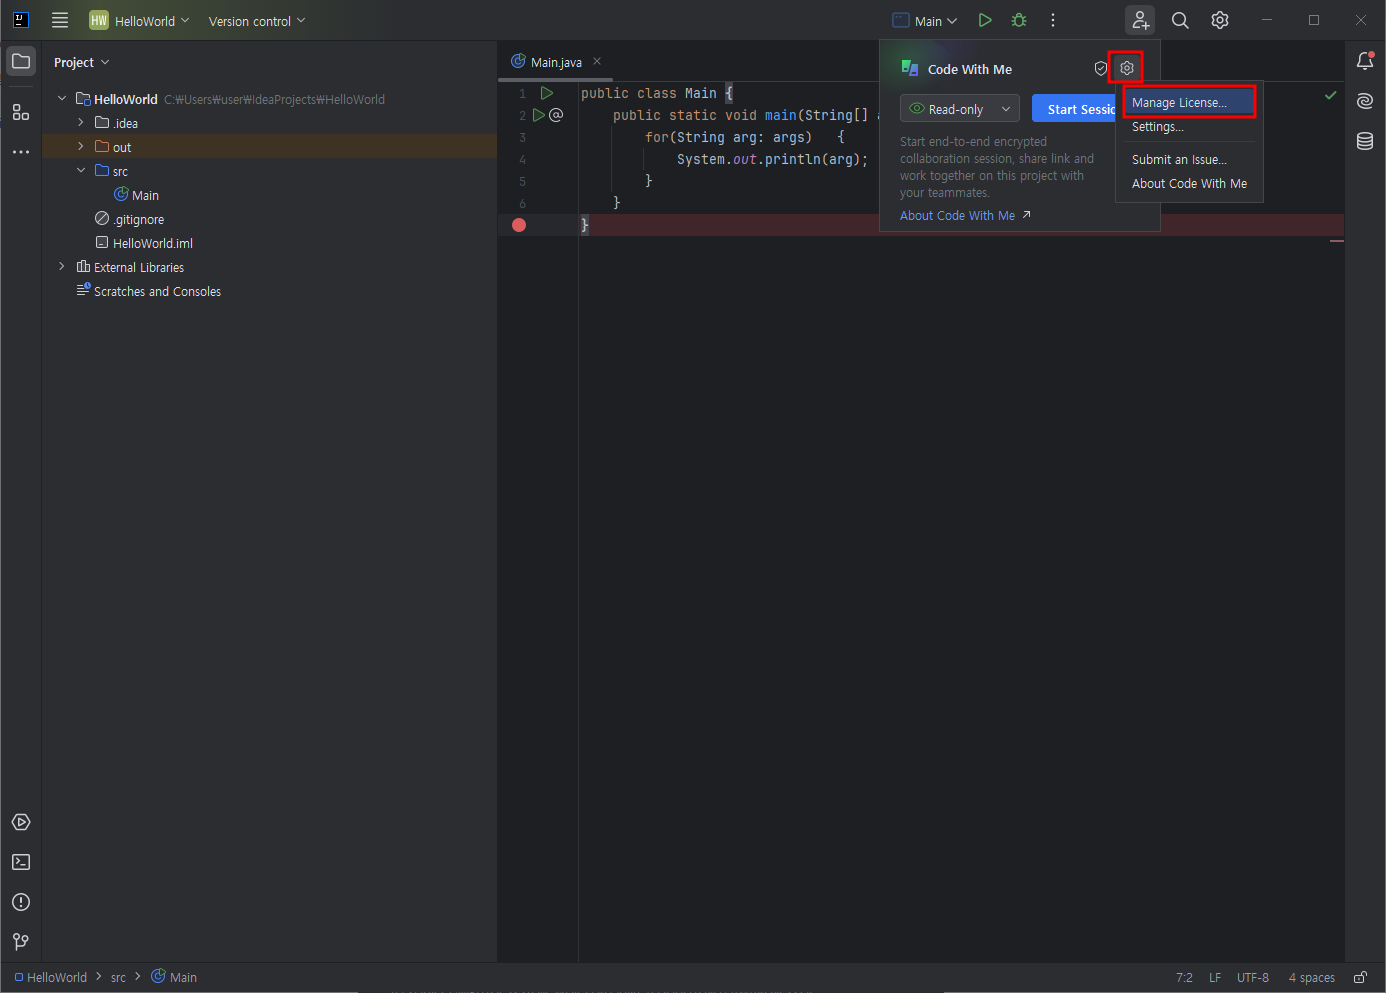 HW HelloWorld Version control Main
Project
HelloWorld C:₩Users₩user₩IdeaProjects₩HelloWorld
.idea
out
src
Main
.gitignore
HelloWorld.iml
External Libraries
Scratches and Consoles
Main.java
1 public class Main {
2 public static void main(String[]
3 for(String arg: args) {
4 System.out.println(arg);
5 }
6 }
}
Code With Me
Read-only Start Sessio
Start end-to-end encrypted
collaboration session, share link and
work together on this project with
your teammates.
About Code With Me ↗
Manage License...
Settings...
Submit an Issue...
About Code With Me
HelloWorld > src > Main
7:2 LF UTF-8 4 spaces